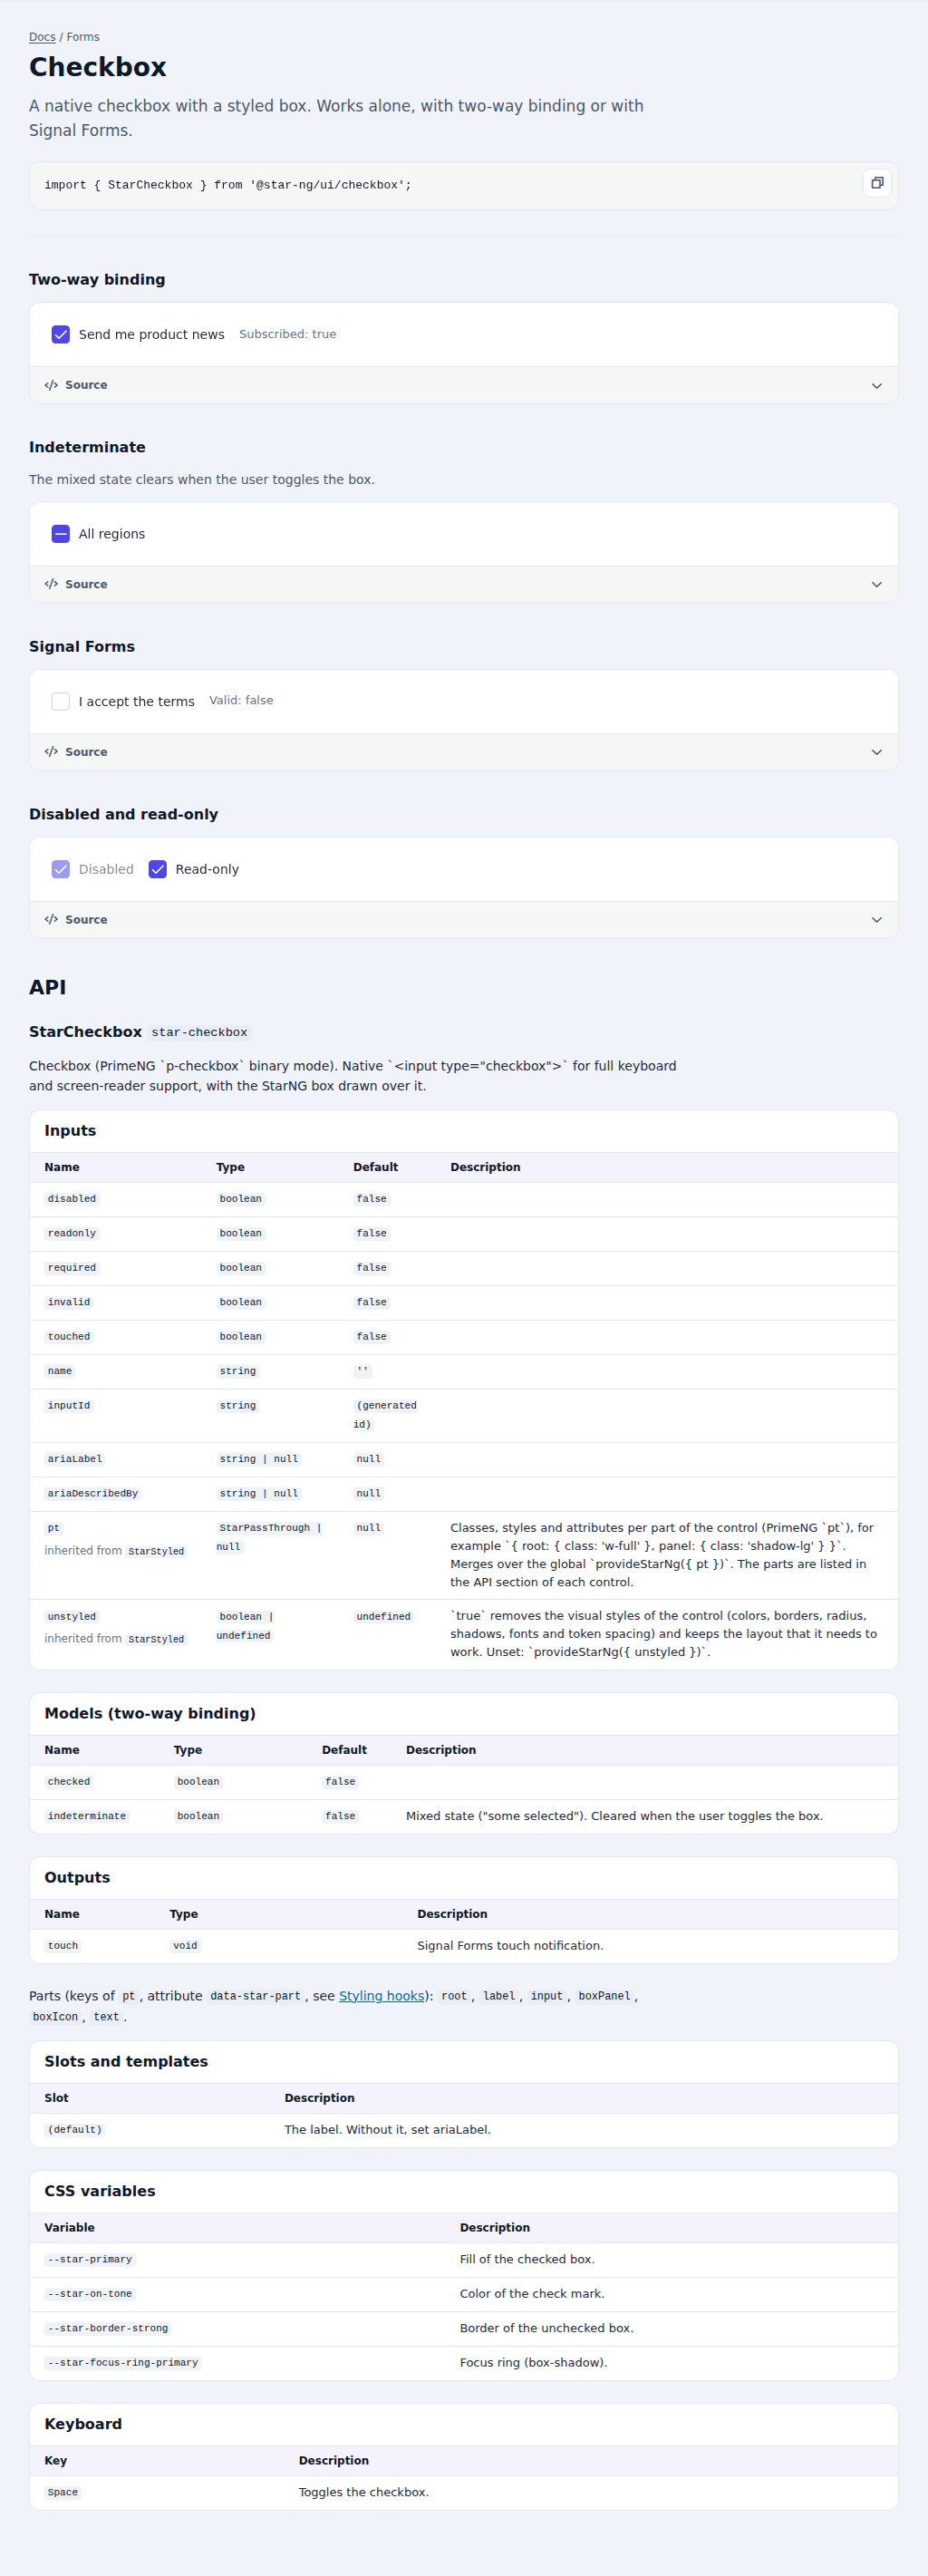 Docs / Forms
Checkbox
A native checkbox with a styled box. Works alone, with two-way binding or with
Signal Forms.
import { StarCheckbox } from '@star-ng/ui/checkbox';
Two-way binding
Send me product news Subscribed: true
Source
Indeterminate
The mixed state clears when the user toggles the box.
All regions
Source
Signal Forms
I accept the terms Valid: false
Source
Disabled and read-only
Disabled Read-only
Source
API
StarCheckbox star-checkbox
Checkbox (PrimeNG `p-checkbox` binary mode). Native `<input type="checkbox">` for full keyboard
and screen-reader support, with the StarNG box drawn over it.
Inputs
Name Type Default Description
disabled boolean false
readonly boolean false
required boolean false
invalid boolean false
touched boolean false
name string ''
inputId string (generated
id)
ariaLabel string | null null
ariaDescribedBy string | null null
pt StarPassThrough | null Classes, styles and attributes per part of the control (PrimeNG `pt`), for
inherited from StarStyled null example `{ root: { class: 'w-full' }, panel: { class: 'shadow-lg' } }`.
Merges over the global `provideStarNg({ pt })`. The parts are listed in
the API section of each control.
unstyled boolean | undefined `true` removes the visual styles of the control (colors, borders, radius,
inherited from StarStyled undefined shadows, fonts and token spacing) and keeps the layout that it needs to
work. Unset: `provideStarNg({ unstyled })`.
Models (two-way binding)
Name Type Default Description
checked boolean false
indeterminate boolean false Mixed state ("some selected"). Cleared when the user toggles the box.
Outputs
Name Type Description
touch void Signal Forms touch notification.
Parts (keys of pt, attribute data-star-part, see Styling hooks): root, label, input, boxPanel,
boxIcon, text.
Slots and templates
Slot Description
(default) The label. Without it, set ariaLabel.
CSS variables
Variable Description
--star-primary Fill of the checked box.
--star-on-tone Color of the check mark.
--star-border-strong Border of the unchecked box.
--star-focus-ring-primary Focus ring (box-shadow).
Keyboard
Key Description
Space Toggles the checkbox.